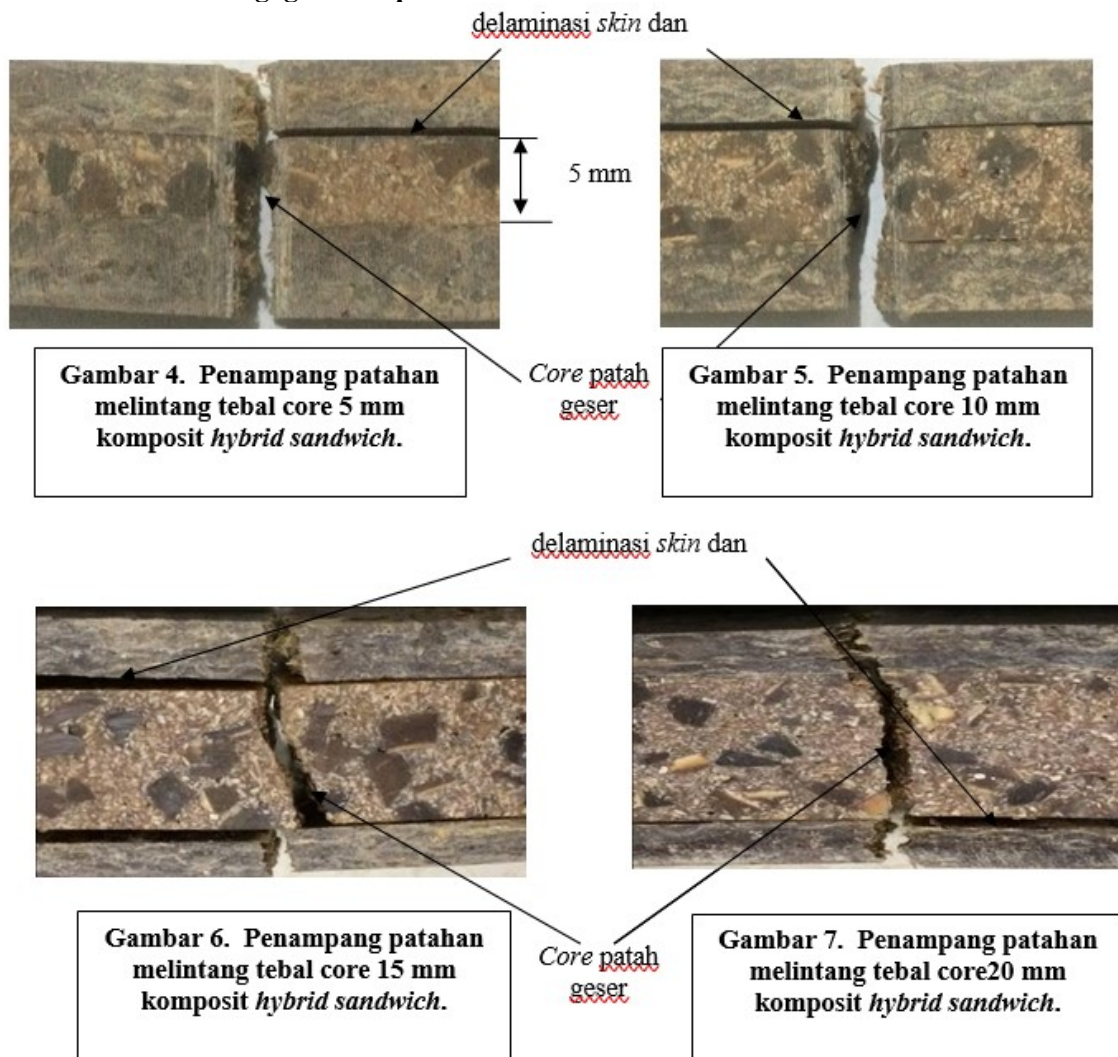 delaminasi skin dan
5 mm
Core patah
geser
Gambar 4. Penampang patahan
melintang tebal core 5 mm
komposit hybrid sandwich.
Gambar 5. Penampang patahan
melintang tebal core 10 mm
komposit hybrid sandwich.
delaminasi skin dan
Gambar 6. Penampang patahan
melintang tebal core 15 mm
komposit hybrid sandwich.
Core patah
geser
Gambar 7. Penampang patahan
melintang tebal core20 mm
komposit hybrid sandwich.